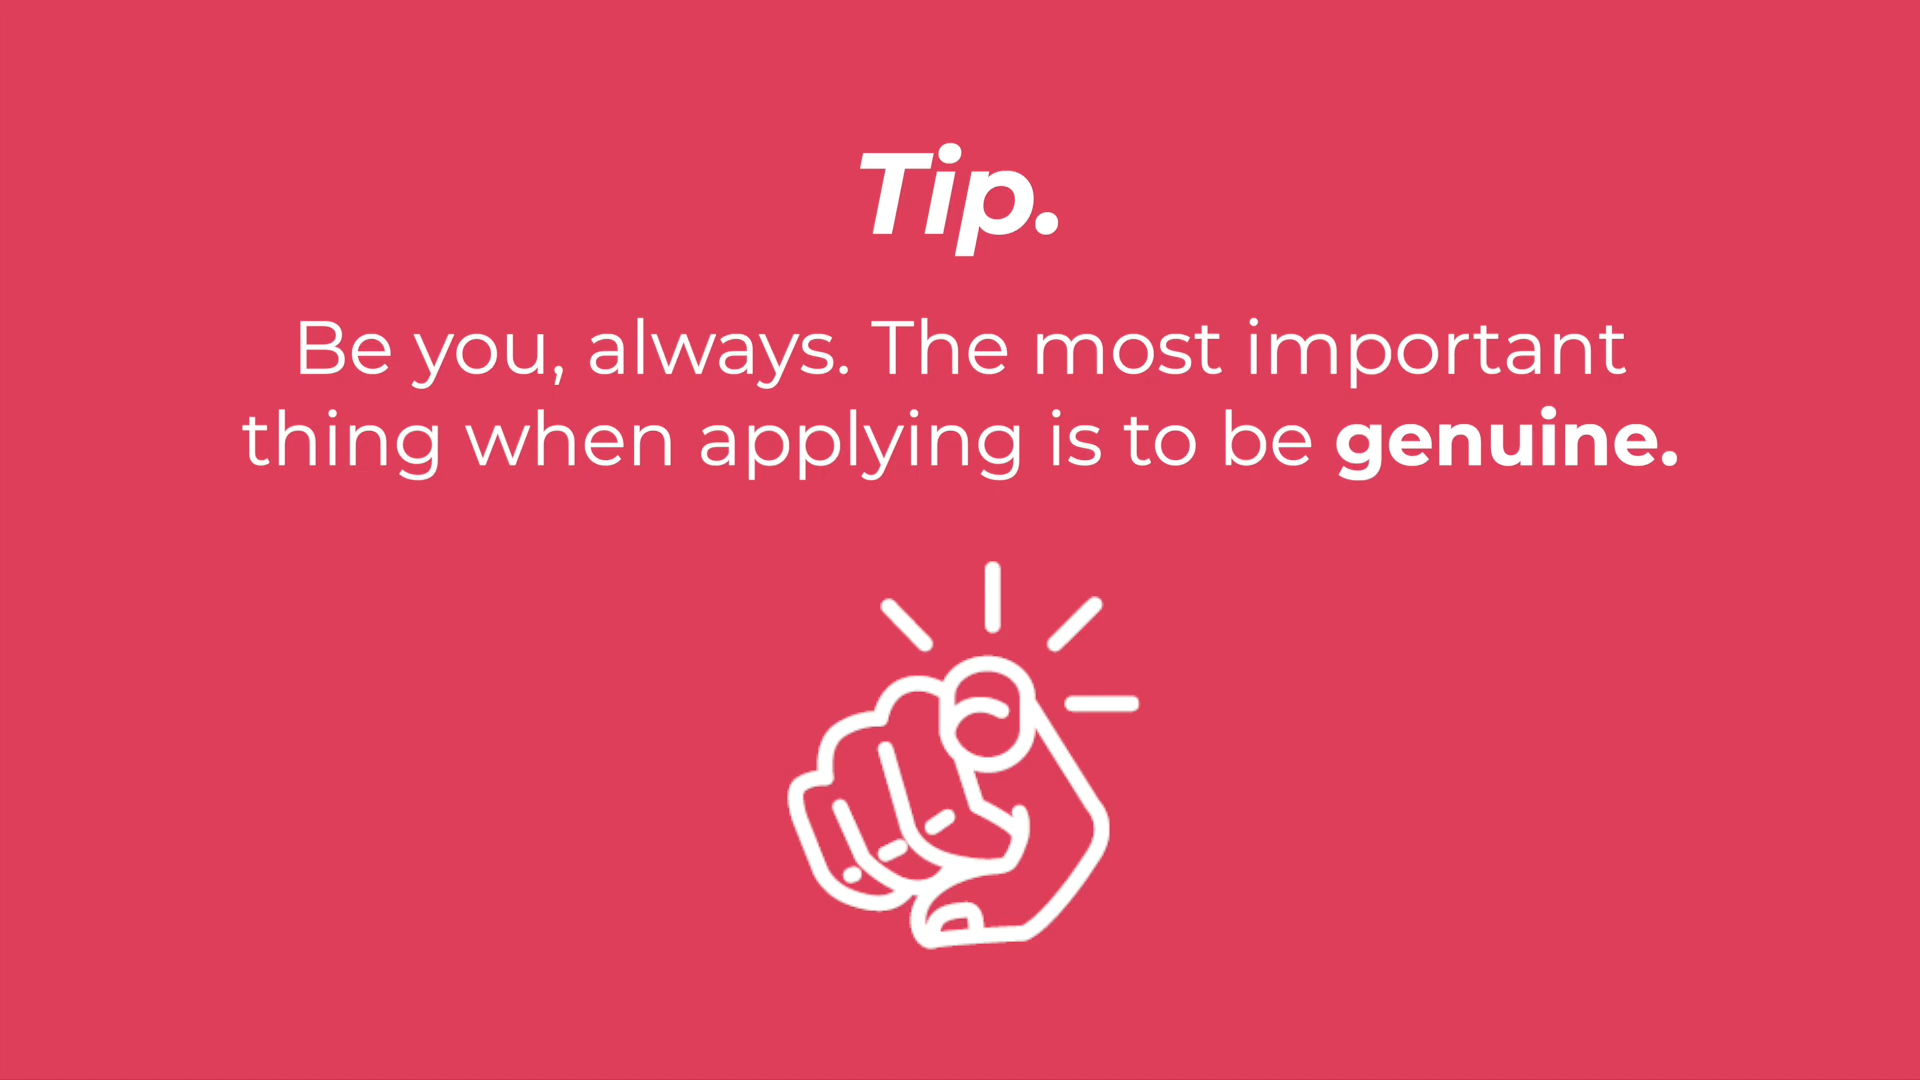 Tip.
Be you, always. The most important
thing when applying is to be genuine.